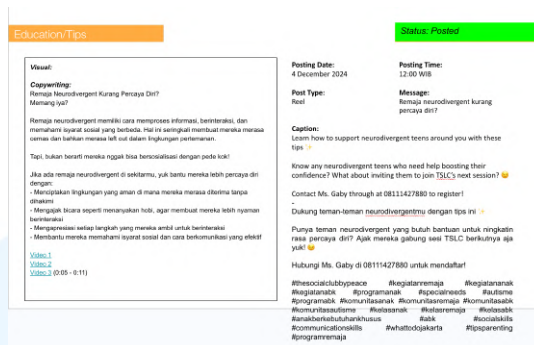 Education/Tips
Status: Posted
Visual:
Copywriting:
Remaja Neurodivergent Kurang Percaya Diri?
Memang iya?
Remaja neurodivergent memiliki cara memproses informasi, berinteraksi, dan
memahami isyarat sosial yang berbeda. Hal ini seringkali membuat mereka merasa
cemas dan bahkan merasa left out dalam lingkungan pertemanan.
Tapi, bukan berarti mereka nggak bisa bersosialisasi dengan pede kok!
Jika ada remaja neurodivergent di sekitarmu, yuk bantu mereka lebih percaya diri
dengan:
- Menciptakan lingkungan yang aman di mana mereka merasa diterima tanpa
dihakimi
- Mengajak bicara seperti menanyakan hobi, agar membuat mereka lebih nyaman
berinteraksi
- Mengapresiasi setiap langkah yang mereka ambil untuk berinteraksi
- Membantu mereka memahami isyarat sosial dan cara berkomunikasi yang efektif
Video 1
Video 2
Video 3 (0:05 - 0:11)
Posting Date:
4 December 2024
Posting Time:
12:00 WIB
Post Type:
Reel
Message:
Remaja neurodivergent kurang
percaya diri?
Caption:
Learn how to support neurodivergent teens around you with these
tips ✨
Know any neurodivergent teens who need help boosting their
confidence? What about inviting them to join TSLC's next session? 😉
Contact Ms. Gaby through at 08111427880 to register!
-
Dukung teman-teman neurodivergentmu dengan tips ini ✨
Punya teman neurodivergent yang butuh bantuan untuk ningkatin
rasa percaya diri? Ajak mereka gabung sesi TSLC berikutnya aja
yuk! 😉
Hubungi Ms. Gaby di 08111427880 untuk mendaftar!
#thesocialclubbypeace #kegiatanremaja #kegiatananak
#kegiatanabk #programanak #specialneeds #autisme
#programabk #komunitasanak #komunitasremaja #komunitasabk
#komunitasautisme #kelasanak #kelasremaja #kelasabk
#anakberkebutuhankhusus #abk #socialskills
#communicationskills #whattodojakarta #tipsparenting
#programremaja